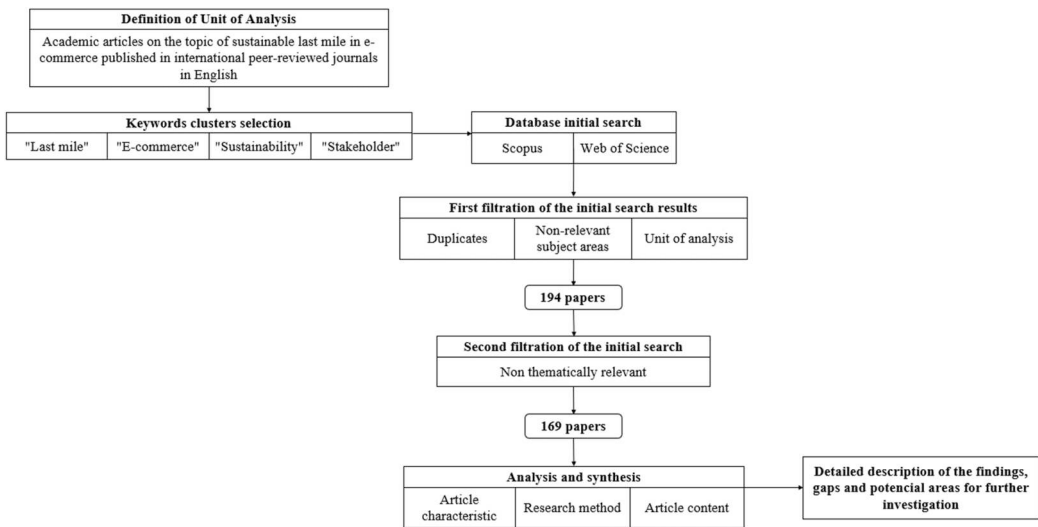 Definition of Unit of Analysis
Academic articles on the topic of sustainable last mile in e-
commerce published in international peer-reviewed journals
in English
Keywords clusters selection
"Last mile" "E-commerce" "Sustainability" "Stakeholder"
Database initial search
Scopus Web of Science
First filtration of the initial search results
Duplicates Non-relevant subject areas Unit of analysis
194 papers
Second filtration of the initial search
Non thematically relevant
169 papers
Analysis and synthesis
Article characteristic Research method Article content
Detailed description of the findings,
gaps and potencial areas for further
investigation